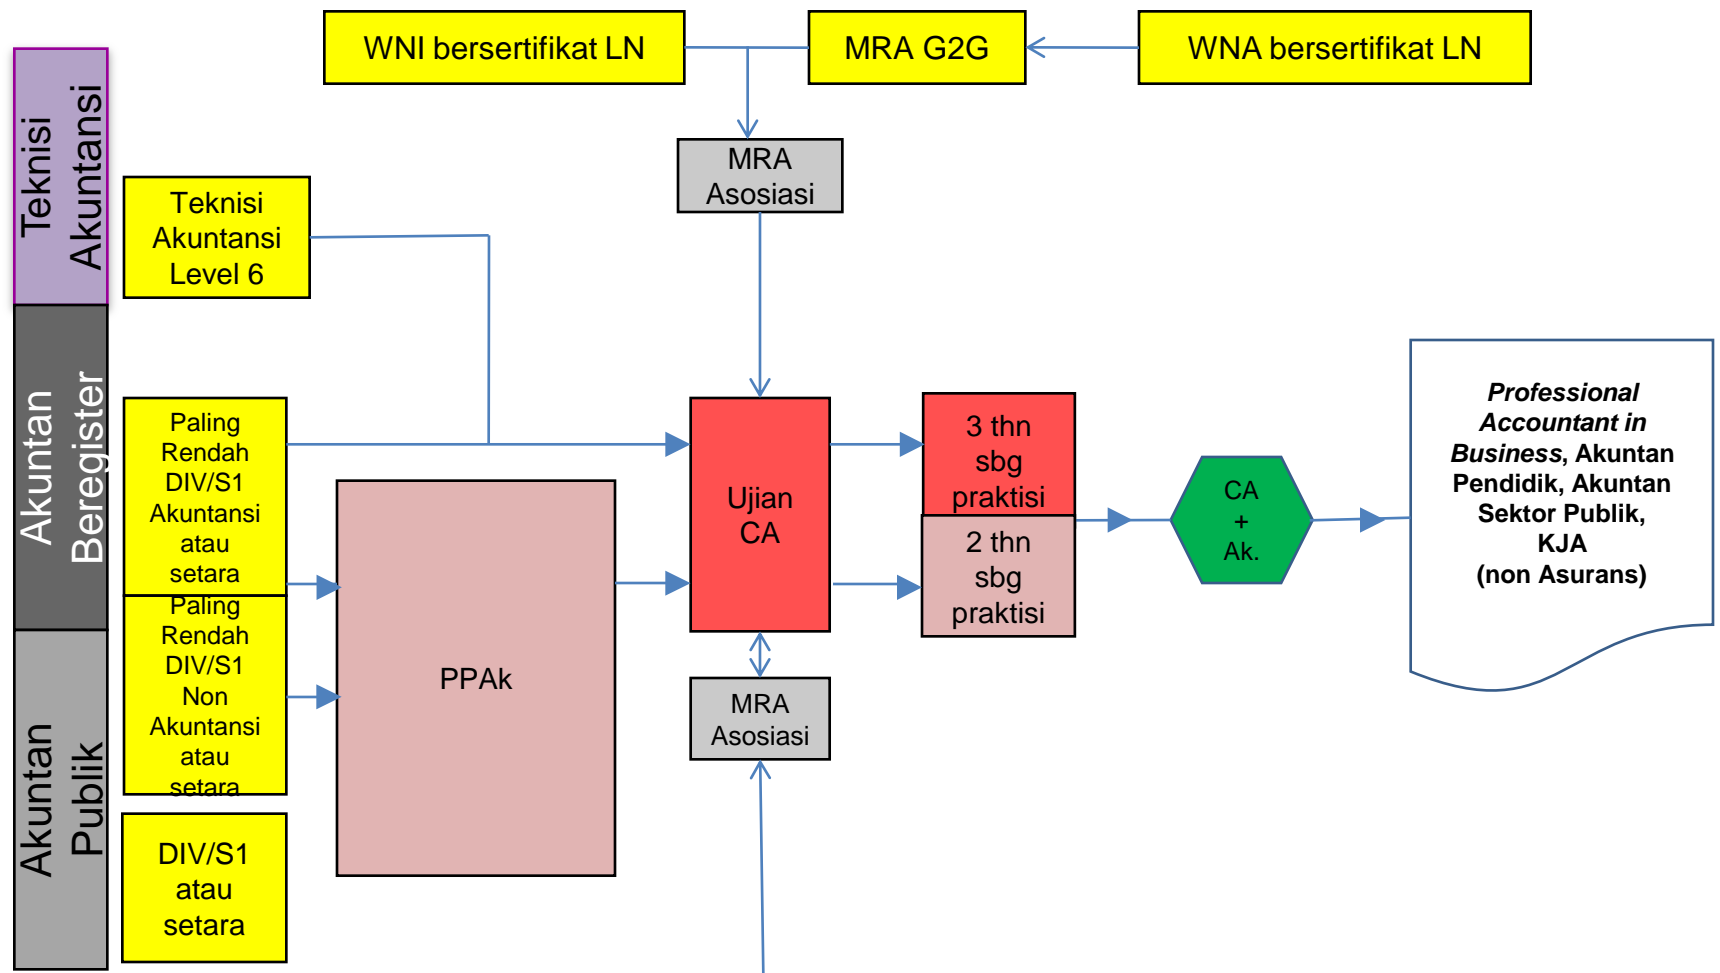 WNI bersertifikat LN
MRA G2G
WNA bersertifikat LN
Teknisi
Akuntansi
MRA
Asosiasi
Teknisi
Akuntansi
Level 6
Akuntan
Beregister
Paling
Rendah
DIV/S1
Akuntansi
atau
setara
Ujian
CA
3 thn
sbg
praktisi
2 thn
sbg
praktisi
CA
+
Ak.
Professional
Accountant in
Business, Akuntan
Pendidik, Akuntan
Sektor Publik,
KJA
(non Asurans)
Paling
Rendah
DIV/S1
Non
Akuntansi
atau
setara
PPAk
MRA
Asosiasi
Akuntan
Publik
DIV/S1
atau
setara